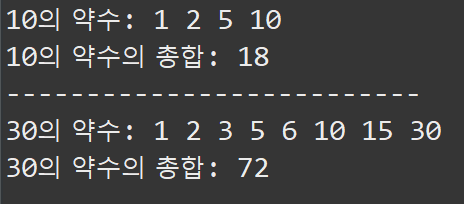 10의 약수: 1 2 5 10
10의 약수의 총합: 18
--------------------------
30의 약수: 1 2 3 5 6 10 15 30
30의 약수의 총합: 72